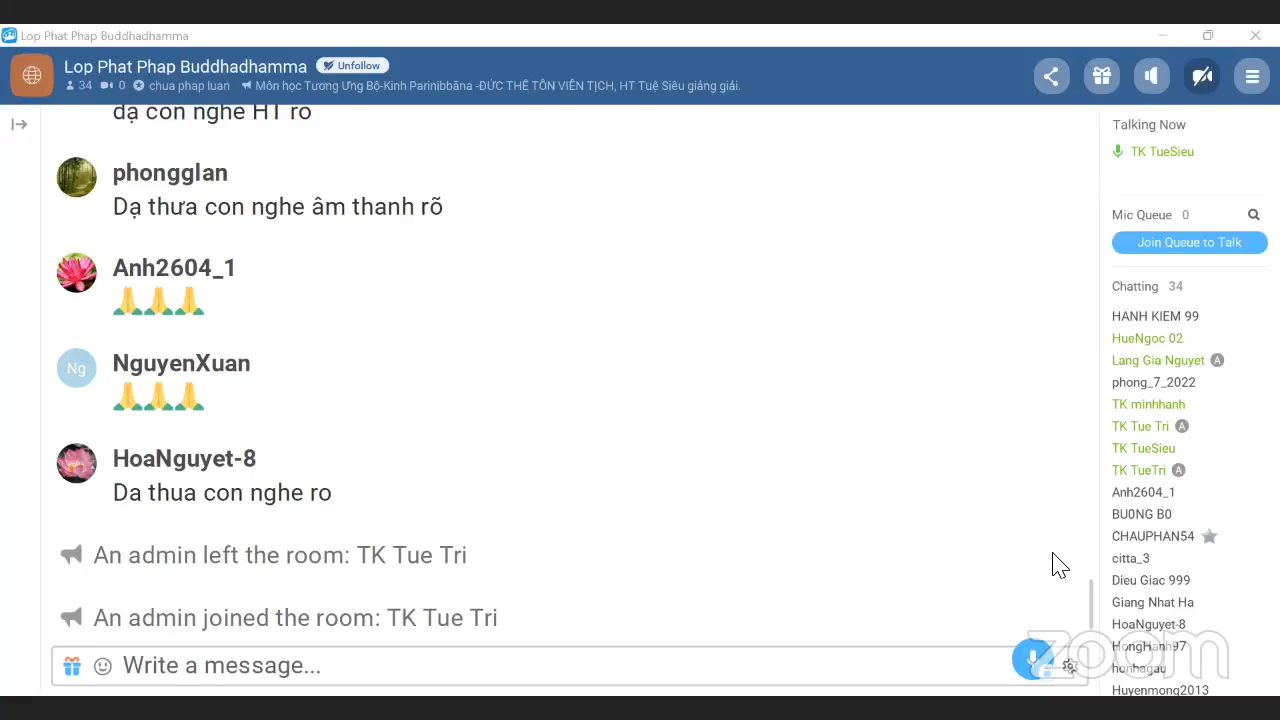 Lop Phat Phap Buddhadhamma
Lop Phat Phap Buddhadhamma Unfollow
34 0 chua phap luan Môn học Tương Ưng Bộ-Kinh Parinibbāna -ĐỨC THẾ TÔN VIÊN TỊCH, HT Tuệ Siêu giảng giải.
dạ con nghe HT ro
phongglan
Dạ thưa con nghe âm thanh rõ
Anh2604_1
🙏🙏🙏
Ng
NguyenXuan
🙏🙏🙏
HoaNguyet-8
Da thua con nghe ro
An admin left the room: TK Tue Tri
An admin joined the room: TK Tue Tri
Write a message...
Talking Now
TK TueSieu
Mic Queue 0
Join Queue to Talk
Chatting 34
HANH KIEM 99
HueNgoc 02
Lang Gia Nguyet A
phong_7_2022
TK minhhanh
TK Tue Tri A
TK TueSieu
TK TueTri A
Anh2604_1
BU0NG B0
CHAUPHAN54
citta_3
Dieu Giac 999
Giang Nhat Ha
HoaNguyet-8
HongHanh97
honhagau
Huyenmong2013
zoom